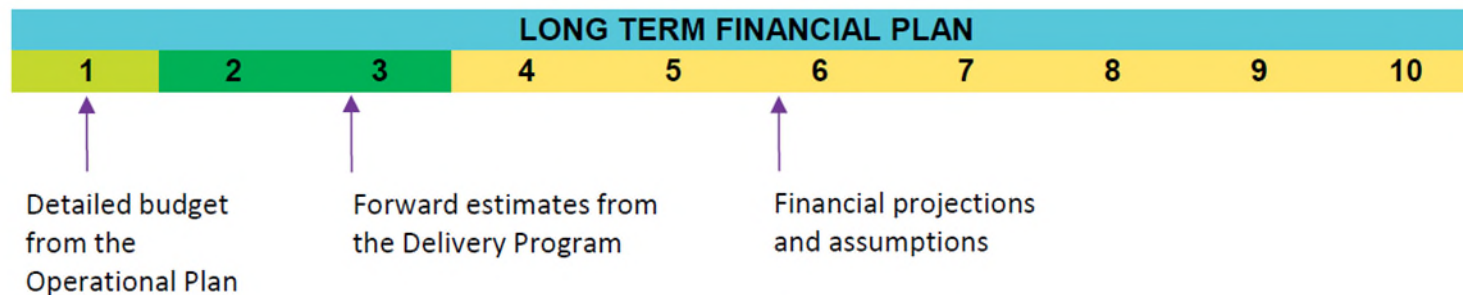 LONG TERM FINANCIAL PLAN
1 2 3 4 5 6 7 8 9 10
Detailed budget
from the
Operational Plan
Forward estimates from
the Delivery Program
Financial projections
and assumptions